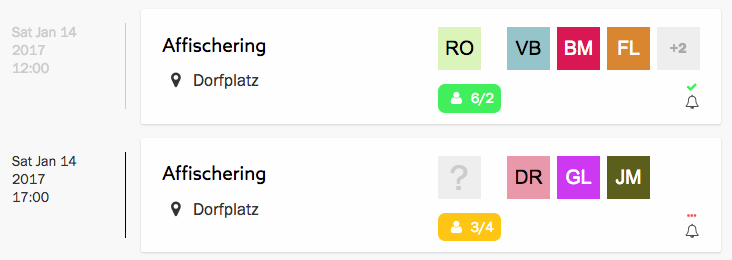 Sat Jan 14
2017
12:00
Affischering
Dorfplatz
RO VB BM FL +2
6/2
Sat Jan 14
2017
17:00
Affischering
Dorfplatz
? DR GL JM
3/4